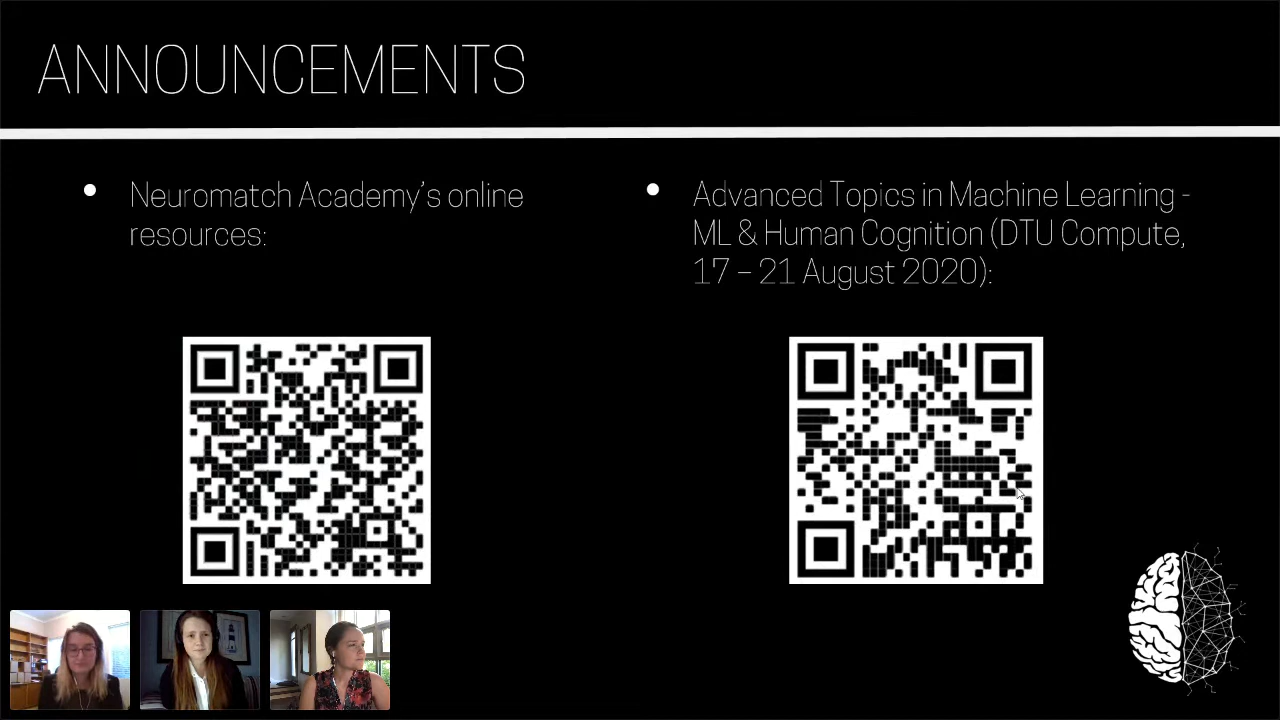 ANNOUNCEMENTS
Neuromatch Academy's online
resources:
Advanced Topics in Machine Learning -
ML & Human Cognition (DTU Compute,
17 – 21 August 2020):